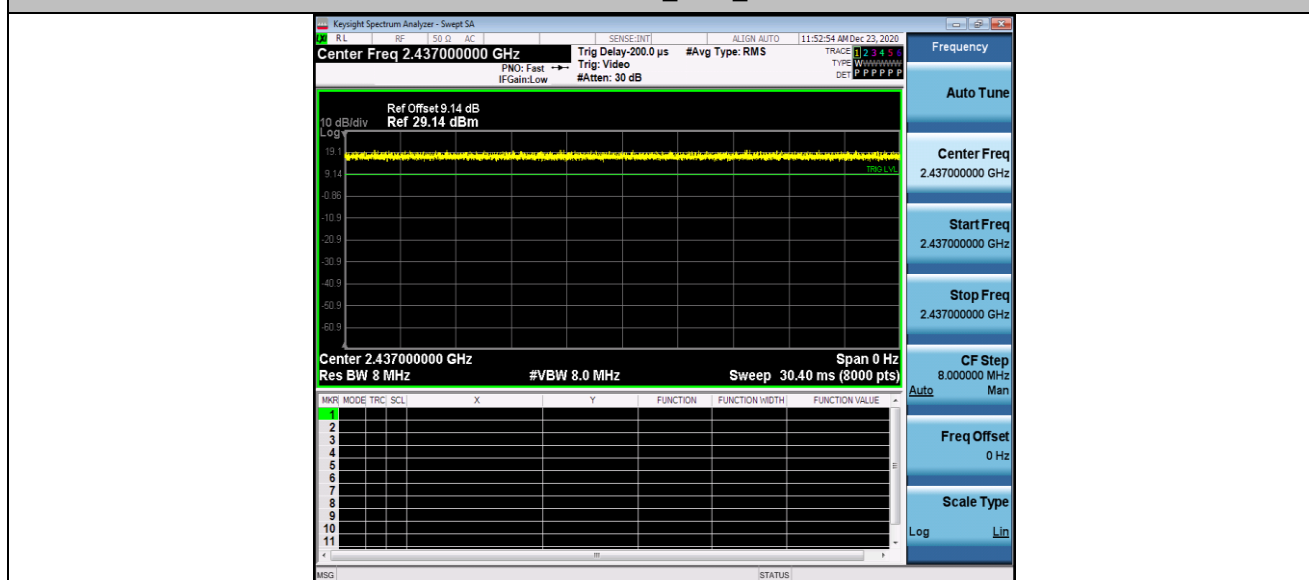 Keysight Spectrum Analyzer - Swept SA
RL RF 50 Ω AC SENSE:INT ALIGN AUTO 11:52:54 AM Dec 23, 2020
Center Freq 2.437000000 GHz
PNO: Fast
IFGain:Low
Trig Delay-200.0 µs
Trig: Video
#Atten: 30 dB
#Avg Type: RMS
TRACE 1 2 3 4 5 6
TYPE WWWWWW
DET P P P P P P
Ref Offset 9.14 dB
10 dB/div Ref 29.14 dBm
Log
19.1
9.14
TRIG LVL
-0.86
-10.9
-20.9
-30.9
-40.9
-50.9
-60.9
Center 2.437000000 GHz Span 0 Hz
Res BW 8 MHz #VBW 8.0 MHz Sweep 30.40 ms (8000 pts)
MKR MODE TRC SCL X Y FUNCTION FUNCTION WIDTH FUNCTION VALUE
1
2
3
4
5
6
7
8
9
10
11
MSG STATUS
Frequency
Auto Tune
Center Freq
2.437000000 GHz
Start Freq
2.437000000 GHz
Stop Freq
2.437000000 GHz
CF Step
8.000000 MHz
Auto Man
Freq Offset
0 Hz
Scale Type
Log Lin